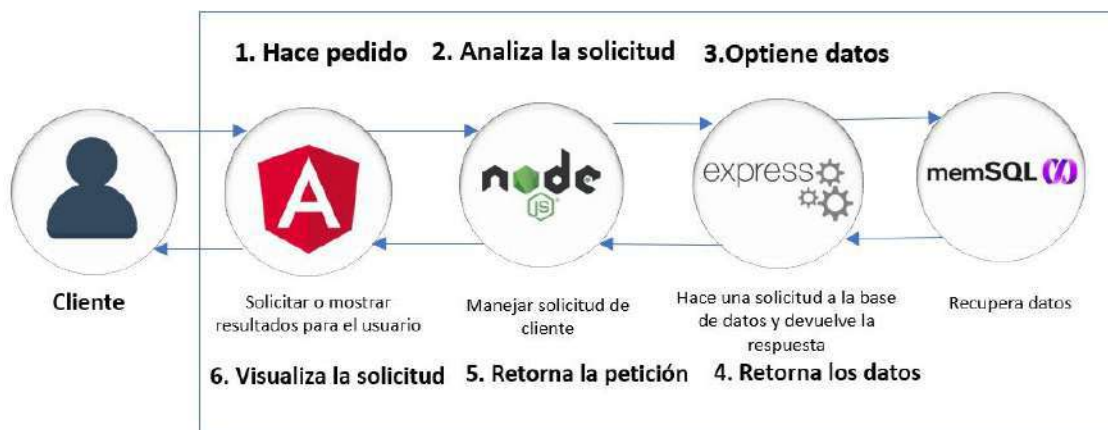 1. Hace pedido
2. Analiza la solicitud
3.Optiene datos
node
JS
express
memSQL
Cliente
Solicitar o mostrar
resultados para el usuario
Manejar solicitud de
cliente
Hace una solicitud a la base
de datos y devuelve la
respuesta
Recupera datos
6. Visualiza la solicitud
5. Retorna la petición
4. Retorna los datos